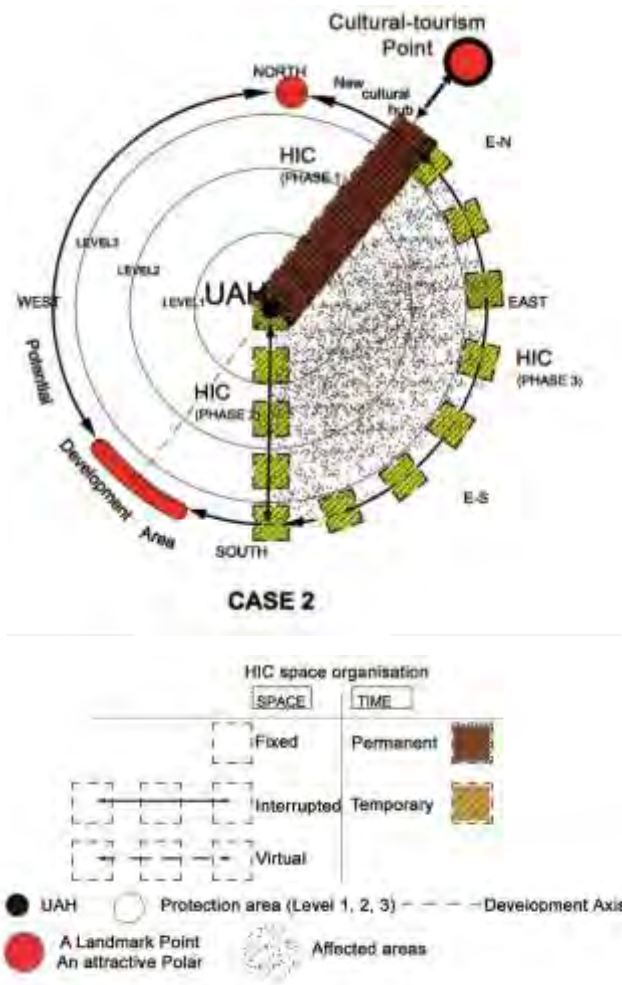 Cultural-tourism
Point
NORTH
New
cultural
hub
E-N
HIC
(PHASE 1)
LEVEL3
LEVEL2
LEVEL1
UAH
WEST
EAST
HIC
(PHASE 3)
HIC
(PHASE
Potential
Development
Area
E-S
SOUTH
CASE 2
HIC space organisation
SPACE TIME
Fixed Permanent
Interrupted Temporary
Virtual
UAH Protection area (Level 1, 2, 3) Development Axis
A Landmark Point
An attractive Polar
Affected areas